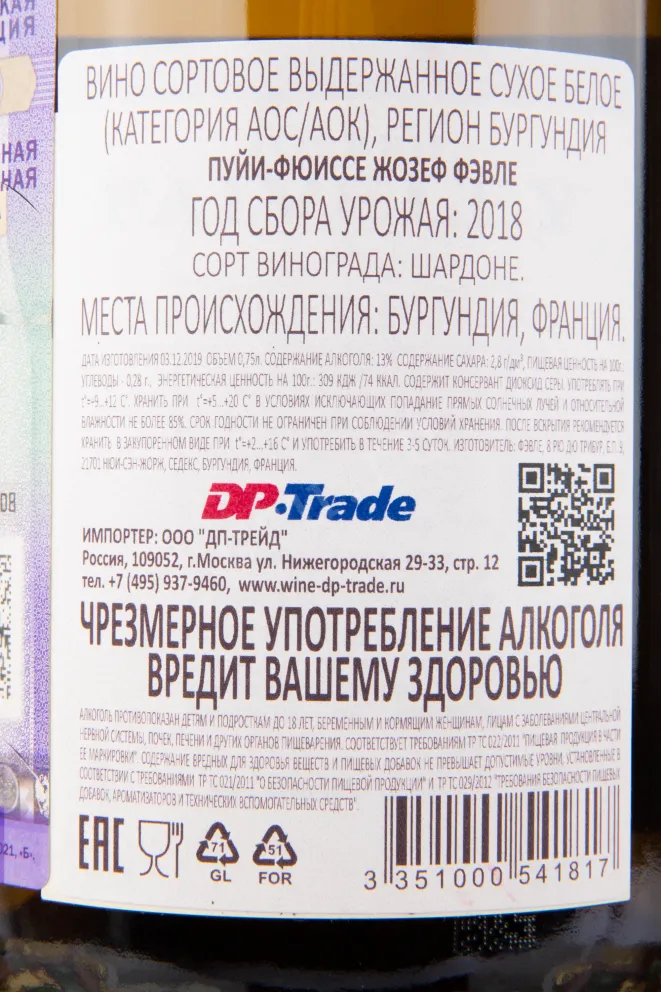 КАЯ
ЦИЯ
НАЯ
НАЯ
ВИНО СОРТОВОЕ ВЫДЕРЖАННОЕ СУХОЕ БЕЛОЕ
(КАТЕГОРИЯ AOC/АОК), РЕГИОН БУРГУНДИЯ
ПУЙИ-ФЮИССЕ ЖОЗЕФ ФЭВЛЕ
ГОД СБОРА УРОЖАЯ: 2018
СОРТ ВИНОГРАДА: ШАРДОНЕ.
МЕСТА ПРОИСХОЖДЕНИЯ: БУРГУНДИЯ, ФРАНЦИЯ.
ДАТА ИЗГОТОВЛЕНИЯ 03.12.2019 ОБЪЕМ 0,75л. СОДЕРЖАНИЕ АЛКОГОЛЯ: 13% СОДЕРЖАНИЕ САХАРА: 2,8 г/дм³, ПИЩЕВАЯ ЦЕННОСТЬ НА 100г.
УГЛЕВОДЫ - 0,28 г., ЭНЕРГЕТИЧЕСКАЯ ЦЕННОСТЬ НА 100г.: 309 КДЖ /74 ККАЛ. СОДЕРЖИТ КОНСЕРВАНТ ДИОКСИД СЕРЫ. УПОТРЕБЛЯТЬ ПРИ
t°=+9...+12 C°. ХРАНИТЬ ПРИ t°=+5...+20 C° В УСЛОВИЯХ ИСКЛЮЧАЮЩИХ ПОПАДАНИЕ ПРЯМЫХ СОЛНЕЧНЫХ ЛУЧЕЙ И ОТНОСИТЕЛЬНОЙ
ВЛАЖНОСТИ НЕ БОЛЕЕ 85%. СРОК ГОДНОСТИ НЕ ОГРАНИЧЕН ПРИ СОБЛЮДЕНИИ УСЛОВИЙ ХРАНЕНИЯ. ПОСЛЕ ВСКРЫТИЯ РЕКОМЕНДУЕТСЯ
ХРАНИТЬ В ЗАКУПОРЕННОМ ВИДЕ ПРИ t°=+2...+16 C° И УПОТРЕБИТЬ В ТЕЧЕНИЕ 3-5 СУТОК. ИЗГОТОВИТЕЛЬ: ФЭВЛЕ, 8 РЮ ДЮ ТРИБУР, Б.П. 9,
21701 НЮИ-СЭН-ЖОРЖ, СЕДЕКС, БУРГУНДИЯ, ФРАНЦИЯ.
DP-Trade
ИМПОРТЕР: ООО "ДП-ТРЕЙД"
Россия, 109052, г.Москва ул. Нижегородская 29-33, стр. 12
тел. +7 (495) 937-9460, www.wine-dp-trade.ru
ЧРЕЗМЕРНОЕ УПОТРЕБЛЕНИЕ АЛКОГОЛЯ
ВРЕДИТ ВАШЕМУ ЗДОРОВЬЮ
АЛКОГОЛЬ ПРОТИВОПОКАЗАН ДЕТЯМ И ПОДРОСТКАМ ДО 18 ЛЕТ, БЕРЕМЕННЫМ И КОРМЯЩИМ ЖЕНЩИНАМ, ЛИЦАМ С ЗАБОЛЕВАНИЯМИ ЦЕНТРАЛЬНОЙ
НЕРВНОЙ СИСТЕМЫ, ПОЧЕК, ПЕЧЕНИ И ДРУГИХ ОРГАНОВ ПИЩЕВАРЕНИЯ. СООТВЕТСТВУЕТ ТРЕБОВАНИЯМ ТР ТС 022/2011 "ПИЩЕВАЯ ПРОДУКЦИЯ В ЧАСТИ
ЕЕ МАРКИРОВКИ". СОДЕРЖАНИЕ ВРЕДНЫХ ДЛЯ ЗДОРОВЬЯ ВЕЩЕСТВ И ПИЩЕВЫХ ДОБАВОК НЕ ПРЕВЫШАЕТ ДОПУСТИМЫЕ УРОВНИ, УСТАНОВЛЕННЫЕ В
СООТВЕТСТВИИ С ТРЕБОВАНИЯМИ ТР ТС 021/2011 "О БЕЗОПАСНОСТИ ПИЩЕВОЙ ПРОДУКЦИИ" И ТР ТС 029/2012 "ТРЕБОВАНИЯ БЕЗОПАСНОСТИ ПИЩЕВЫХ
ДОБАВОК, АРОМАТИЗАТОРОВ И ТЕХНИЧЕСКИХ ВСПОМОГАТЕЛЬНЫХ СРЕДСТВ".
EAC
71
GL
51
FOR
3 351000 541817
021, «Б».